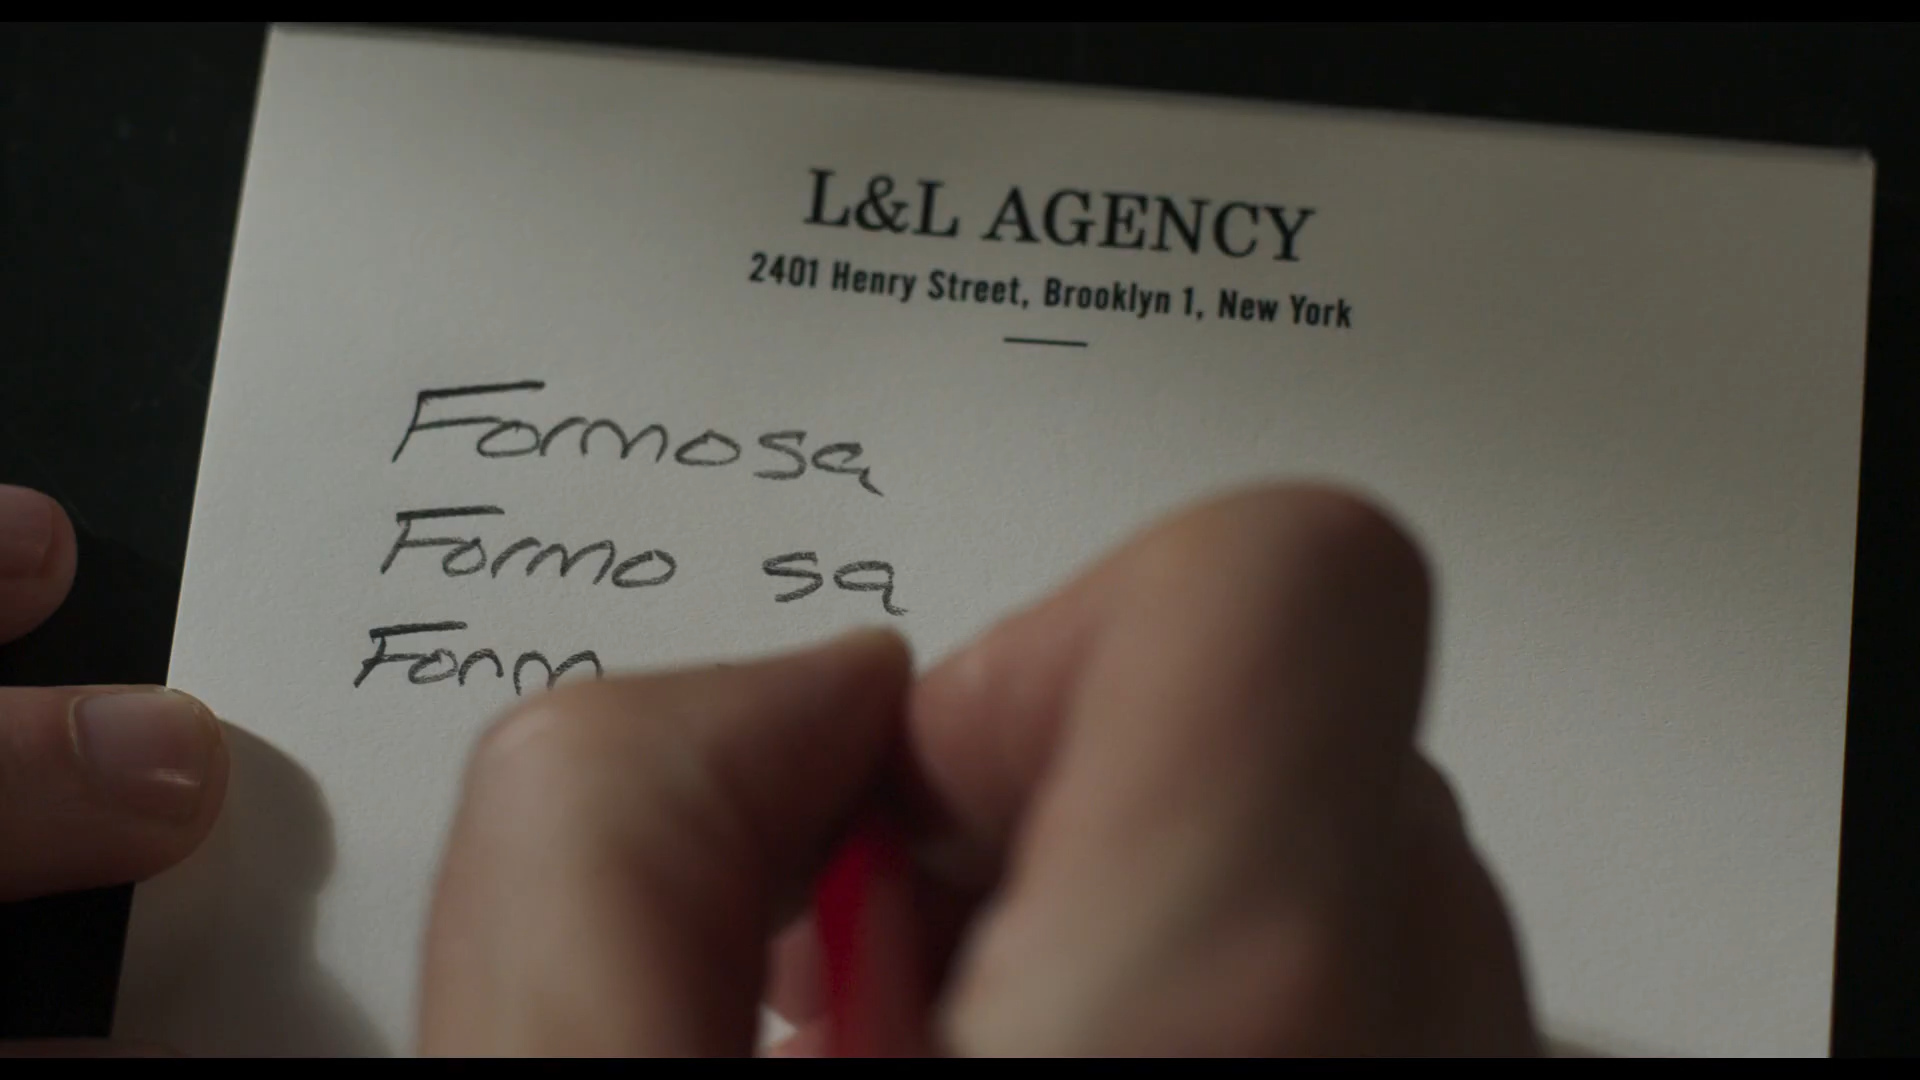 L&L AGENCY
2401 Henry Street, Brooklyn 1, New York
Formosa
Formo sa
Form